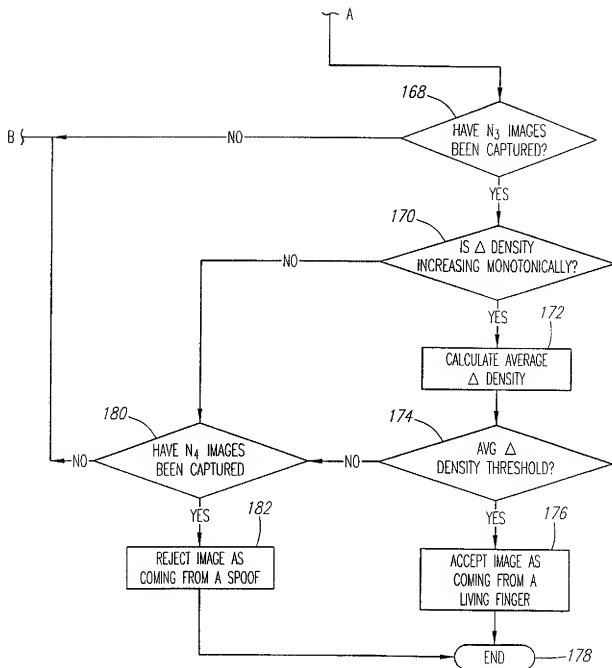 A
168
HAVE N₃ IMAGES
BEEN CAPTURED?
B
NO
YES
170
IS △ DENSITY
INCREASING MONOTONICALLY?
NO
YES
172
CALCULATE AVERAGE
△ DENSITY
180
HAVE N₄ IMAGES
BEEN CAPTURED
174
AVG △
DENSITY THRESHOLD?
NO
NO
YES
YES
182
REJECT IMAGE AS
COMING FROM A SPOOF
176
ACCEPT IMAGE AS
COMING FROM A
LIVING FINGER
END
178